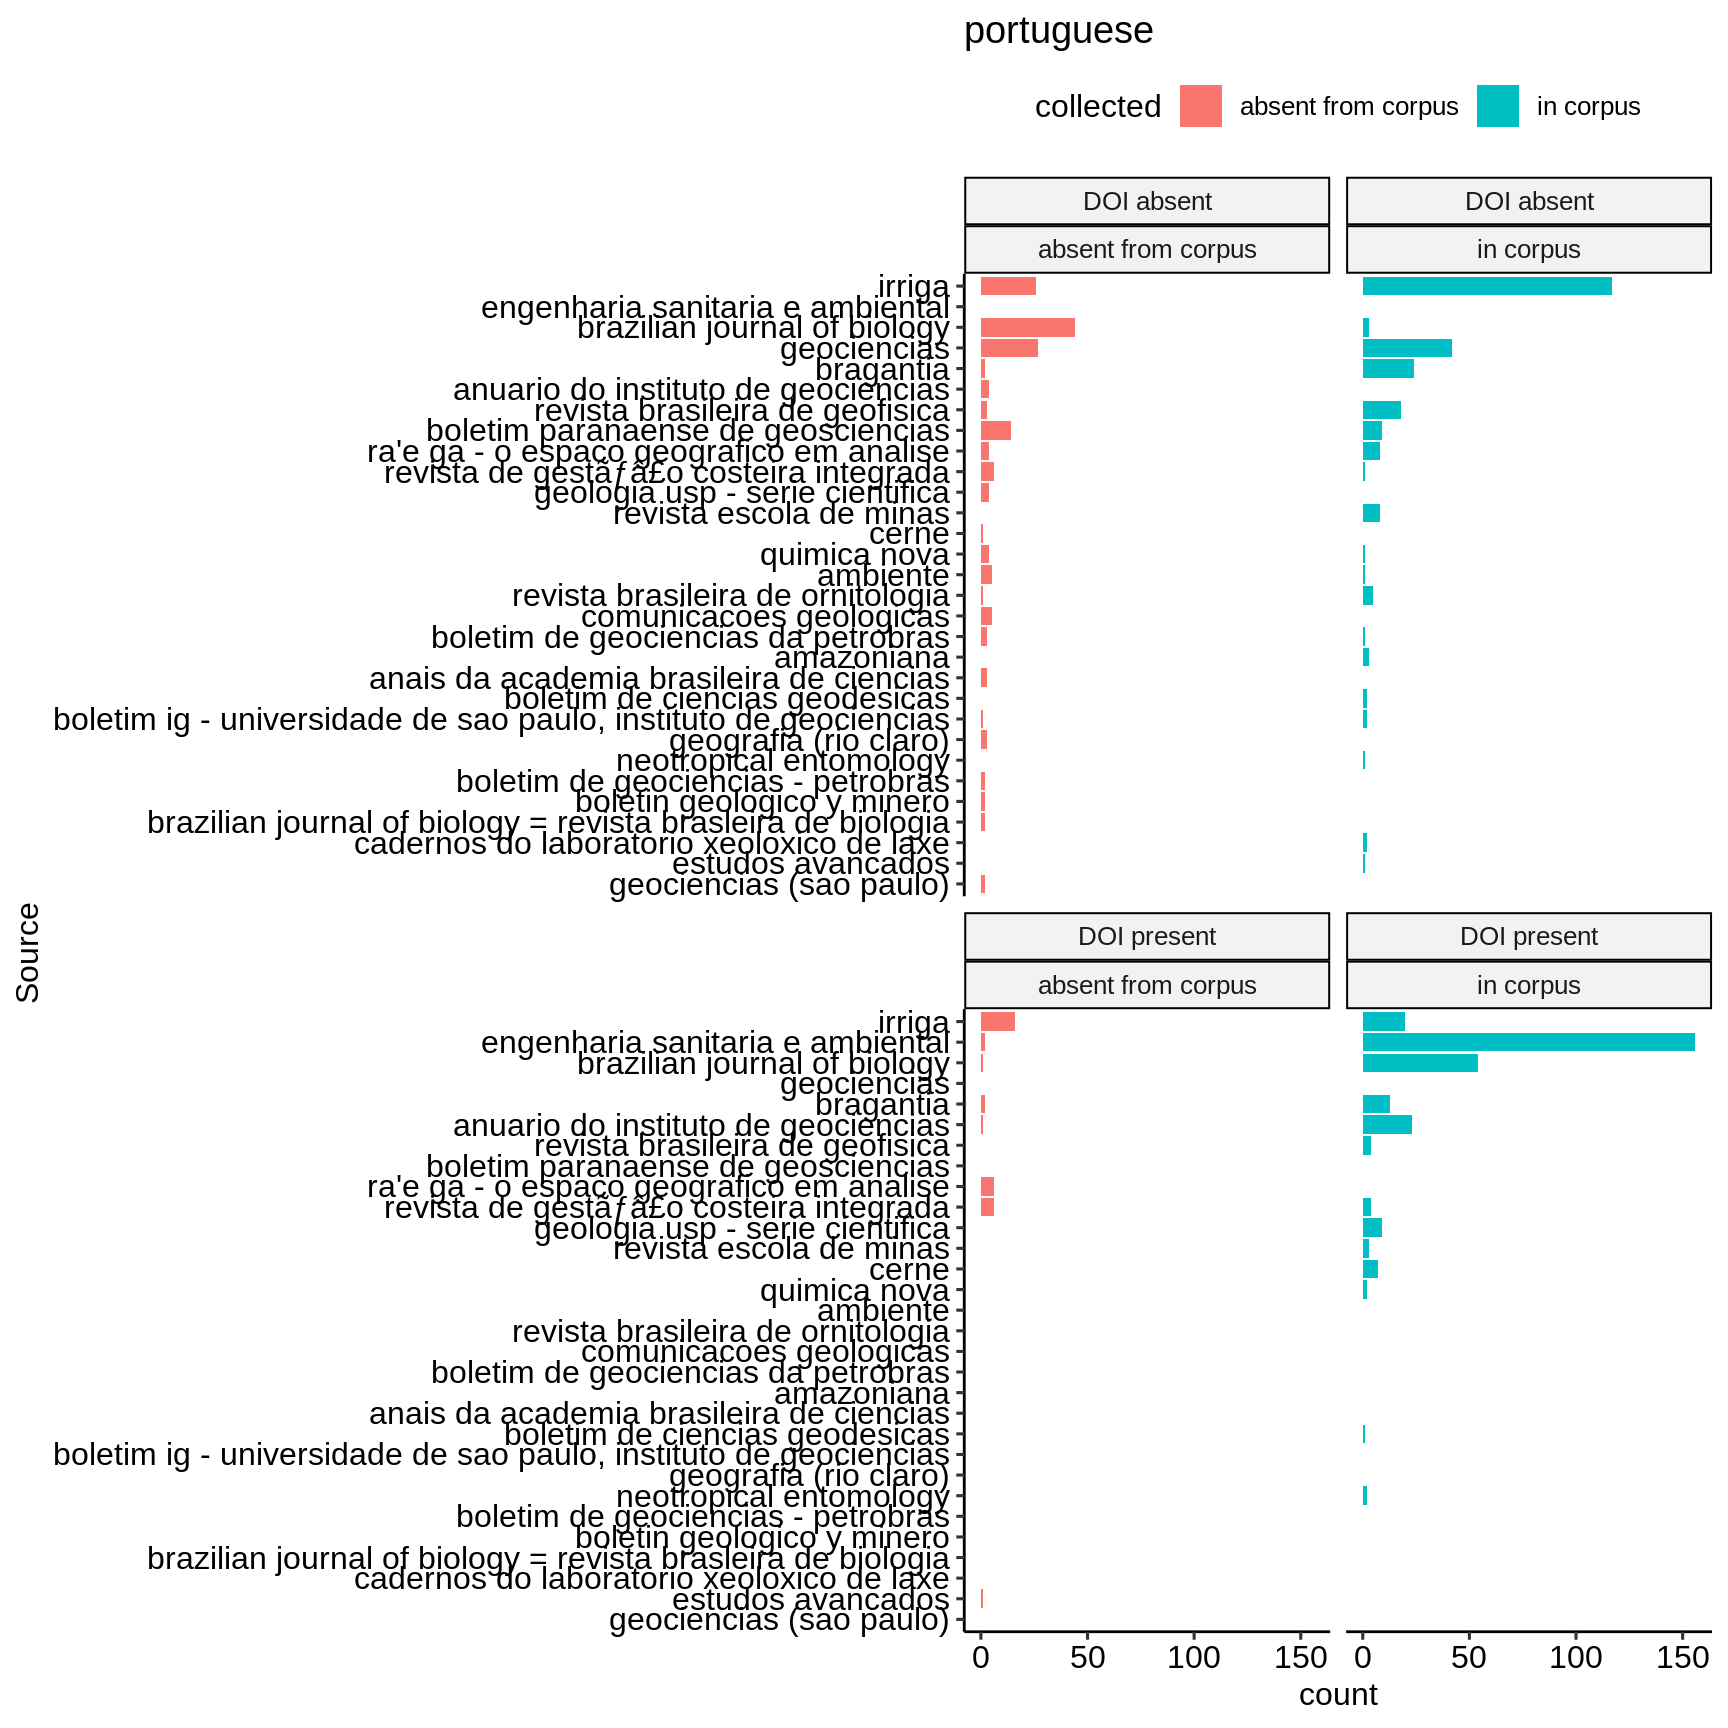 portuguese
collected absent from corpus in corpus
DOI absent DOI absent
absent from corpus in corpus
irriga
engenharia sanitaria e ambiental
brazilian journal of biology
geociencias
bragantia
anuario do instituto de geociencias
revista brasileira de geofisica
boletim paranaense de geosciencias
ra'e ga - o espaco geografico em analise
revista de gestãƒâ£o costeira integrada
geologia usp - serie cientifica
revista escola de minas
cerne
quimica nova
ambiente
revista brasileira de ornitologia
comunicacoes geologicas
boletim de geociencias da petrobras
amazoniana
anais da academia brasileira de ciencias
boletim de ciencias geodesicas
boletim ig - universidade de sao paulo, instituto de geociencias
geografia (rio claro)
neotropical entomology
boletim de geociencias - petrobras
boletin geologico y minero
brazilian journal of biology = revista brasleira de biologia
cadernos do laboratorio xeoloxico de laxe
estudos avancados
geociencias (sao paulo)
Source
DOI present DOI present
absent from corpus in corpus
irriga
engenharia sanitaria e ambiental
brazilian journal of biology
geociencias
bragantia
anuario do instituto de geociencias
revista brasileira de geofisica
boletim paranaense de geosciencias
ra'e ga - o espaco geografico em analise
revista de gestãƒâ£o costeira integrada
geologia usp - serie cientifica
revista escola de minas
cerne
quimica nova
ambiente
revista brasileira de ornitologia
comunicacoes geologicas
boletim de geociencias da petrobras
amazoniana
anais da academia brasileira de ciencias
boletim de ciencias geodesicas
boletim ig - universidade de sao paulo, instituto de geociencias
geografia (rio claro)
neotropical entomology
boletim de geociencias - petrobras
boletin geologico y minero
brazilian journal of biology = revista brasleira de biologia
cadernos do laboratorio xeoloxico de laxe
estudos avancados
geociencias (sao paulo)
0 50 100 150 0 50 100 150
count